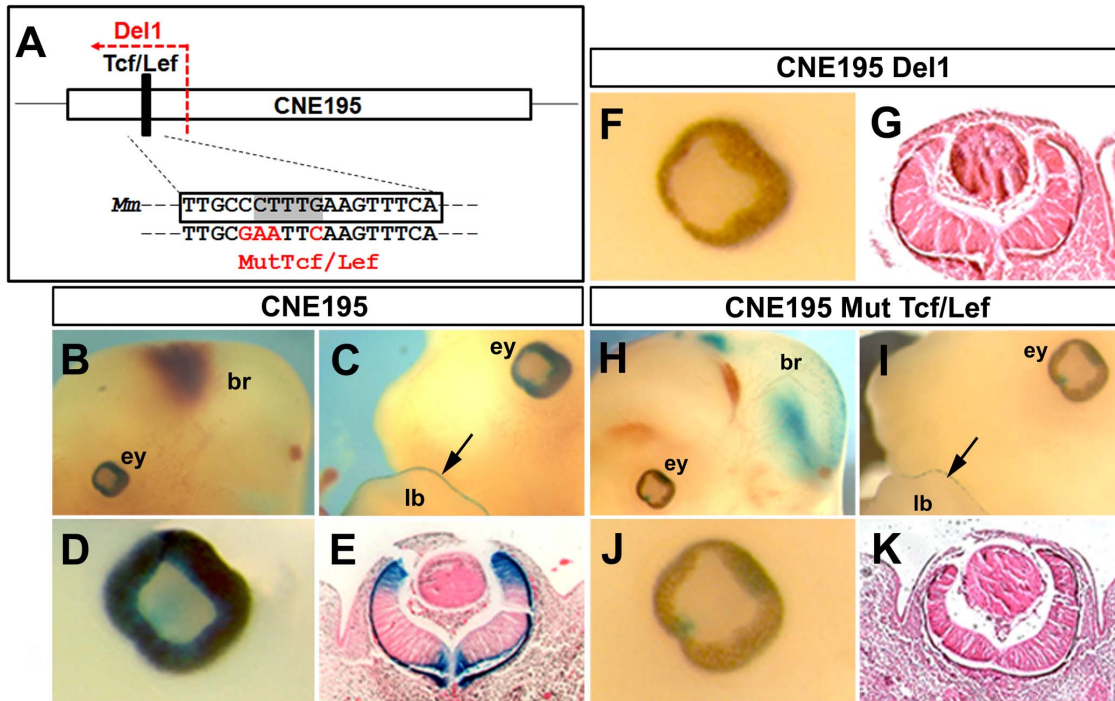 A
Del1
Tcf/Lef
CNE195
Mm---TTGCCCTTTGAAGTTTCA---
---TTGCGAATTCAAGTTTCA---
MutTcf/Lef
CNE195
B
br
ey
C
ey
lb
D
E
CNE195 Del1
F
G
CNE195 Mut Tcf/Lef
H
br
ey
I
ey
lb
J
K